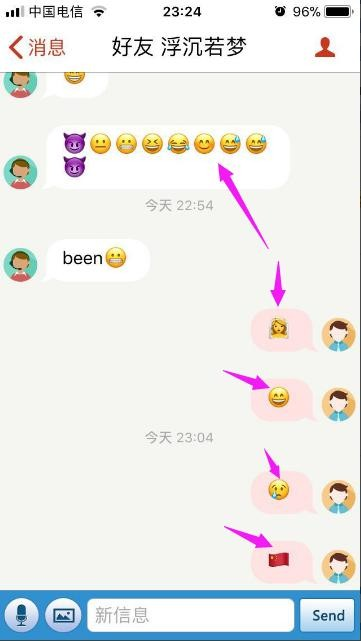 中国电信 23:24 96%
消息 好友 浮沉若梦
😈😐😬😆😂😊😅😅
😈
今天 22:54
been😬
👰
😄
今天 23:04
😢
🇨🇳
新信息 Send